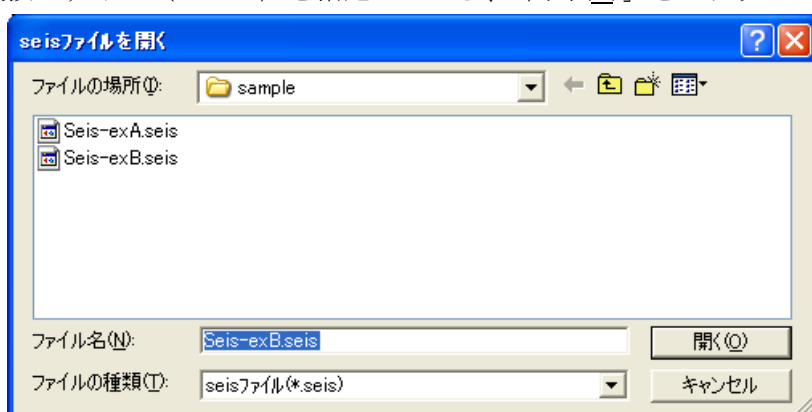 seisファイルを開く
ファイルの場所(I):
sample
Seis-exA.seis
Seis-exB.seis
ファイル名(N):
Seis-exB.seis
開く(O)
ファイルの種類(T):
seisファイル(*.seis)
キャンセル